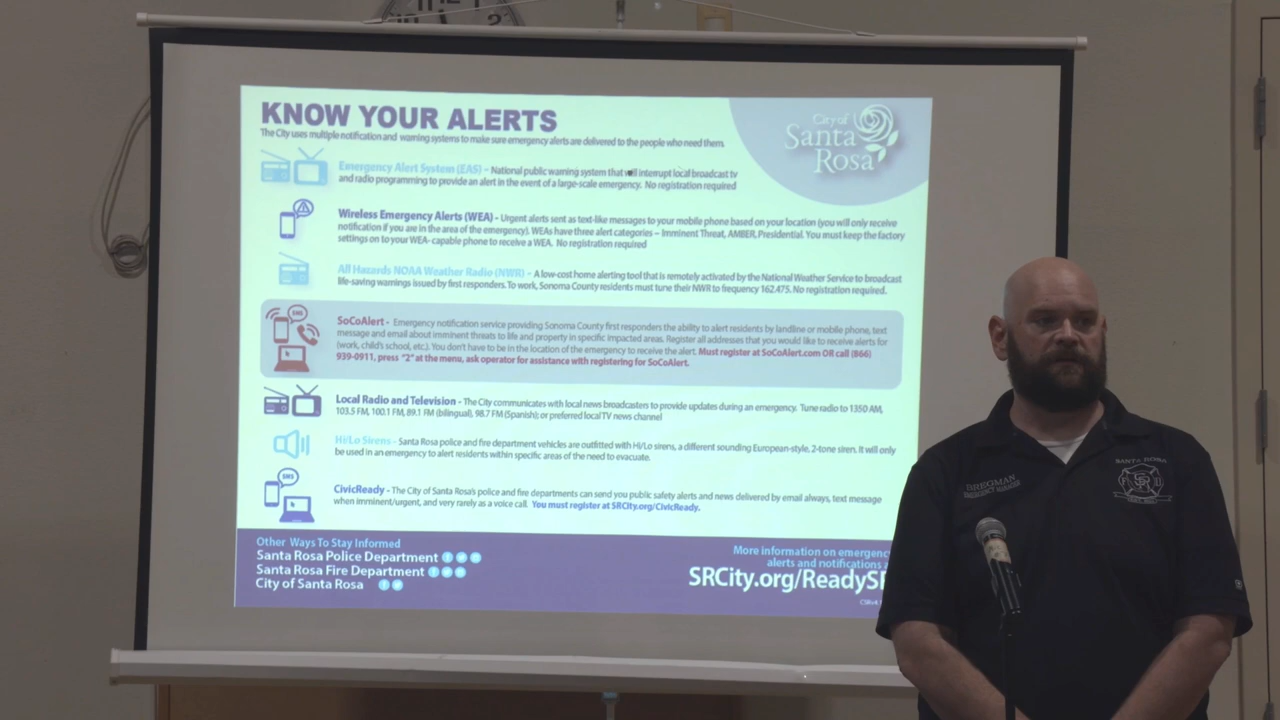 KNOW YOUR ALERTS
The City uses multiple notification and warning systems to make sure emergency alerts are delivered to the people who need them.
City of
Santa
Rosa
Emergency Alert System (EAS) – National public warning system that will interrupt local broadcast tv
and radio programming to provide an alert in the event of a large-scale emergency. No registration required
Wireless Emergency Alerts (WEA) - Urgent alerts sent as text-like messages to your mobile phone based on your location (you will only receive
notification if you are in the area of the emergency). WEAs have three alert categories – Imminent Threat, AMBER, Presidential. You must keep the factory
settings on to your WEA- capable phone to receive a WEA. No registration required
All Hazards NOAA Weather Radio (NWR) – A low-cost home alerting tool that is remotely activated by the National Weather Service to broadcast
life-saving warnings issued by first responders. To work, Sonoma County residents must tune their NWR to frequency 162.475. No registration required.
SMS
SoCoAlert - Emergency notification service providing Sonoma County first responders the ability to alert residents by landline or mobile phone, text
message and email about imminent threats to life and property in specific impacted areas. Register all addresses that you would like to receive alerts for
(work, child's school, etc.). You don't have to be in the location of the emergency to receive the alert. Must register at SoCoAlert.com OR call (866)
939-0911, press "2" at the menu, ask operator for assistance with registering for SoCoAlert.
Local Radio and Television - The City communicates with local news broadcasters to provide updates during an emergency. Tune radio to 1350 AM,
103.5 FM, 100.1 FM, 89.1 FM (bilingual), 98.7 FM (Spanish); or preferred local TV news channel
Hi/Lo Sirens - Santa Rosa police and fire department vehicles are outfitted with Hi/Lo sirens, a different sounding European-style, 2-tone siren. It will only
be used in an emergency to alert residents within specific areas of the need to evacuate.
SMS
CivicReady - The City of Santa Rosa's police and fire departments can send you public safety alerts and news delivered by email always, text message
when imminent/urgent, and very rarely as a voice call. You must register at SRCity.org/CivicReady.
Other Ways To Stay Informed
Santa Rosa Police Department
Santa Rosa Fire Department
City of Santa Rosa
More information on emergency
alerts and notifications
SRCity.org/ReadyS
BREGMAN
EMERGENCY MANAGER
SANTA ROSA